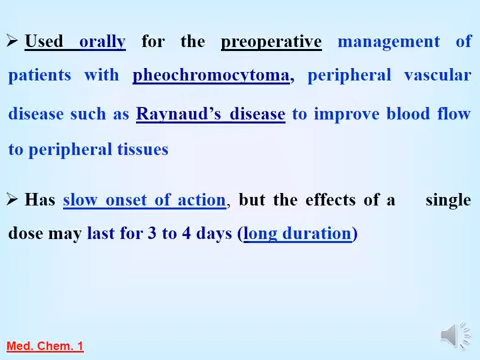 ➢ Used orally for the preoperative management of
patients with pheochromocytoma, peripheral vascular
disease such as Raynaud's disease to improve blood flow
to peripheral tissues
➢ Has slow onset of action, but the effects of a single
dose may last for 3 to 4 days (long duration)
Med. Chem. 1